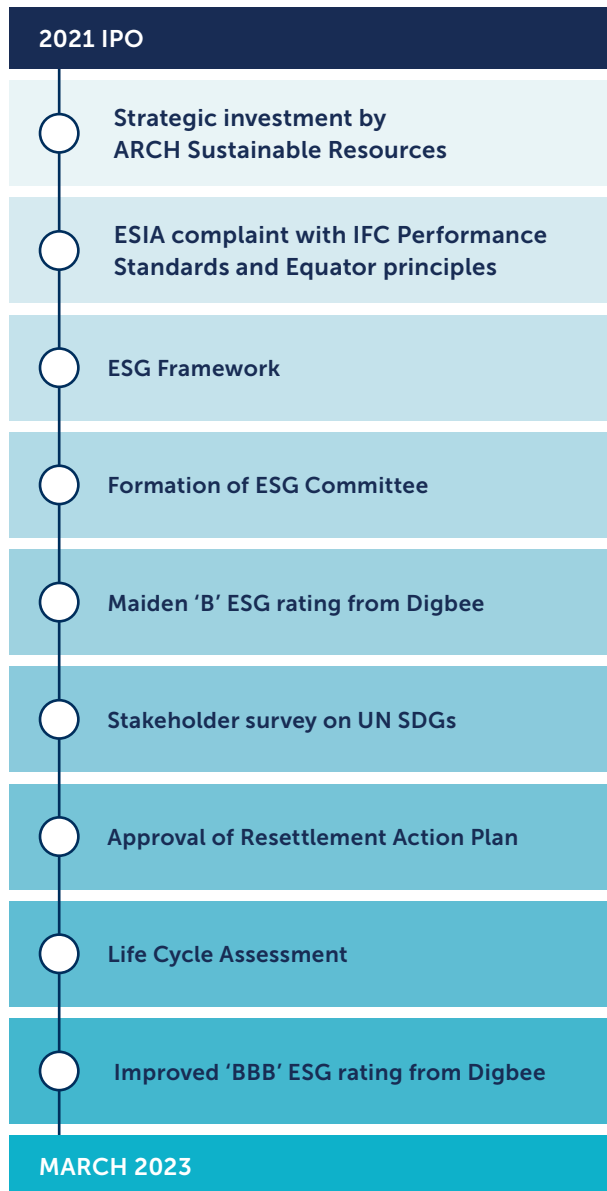 2021 IPO
Strategic investment by
ARCH Sustainable Resources
ESIA complaint with IFC Performance
Standards and Equator principles
ESG Framework
Formation of ESG Committee
Maiden ‘B’ ESG rating from Digbee
Stakeholder survey on UN SDGs
Approval of Resettlement Action Plan
Life Cycle Assessment
Improved ‘BBB’ ESG rating from Digbee
MARCH 2023